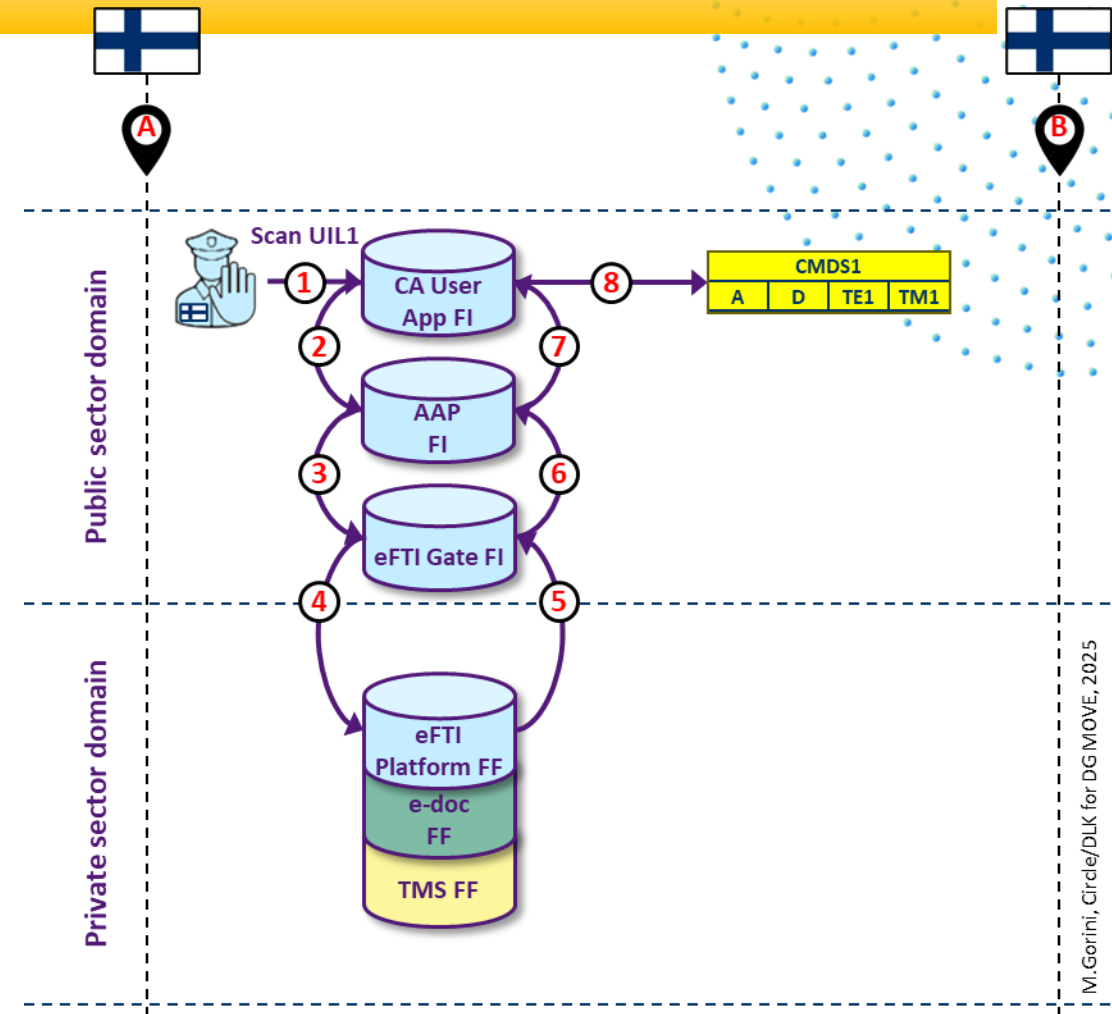 A
B
Scan UIL1
1
CA User
App FI
8
CMDS1
A D TE1 TM1
2
7
AAP
FI
3
6
eFTI Gate FI
4
5
Public sector domain
eFTI
Platform FF
e-doc
FF
TMS FF
Private sector domain
M.Gorini, Circle/DLK for DG MOVE, 2025